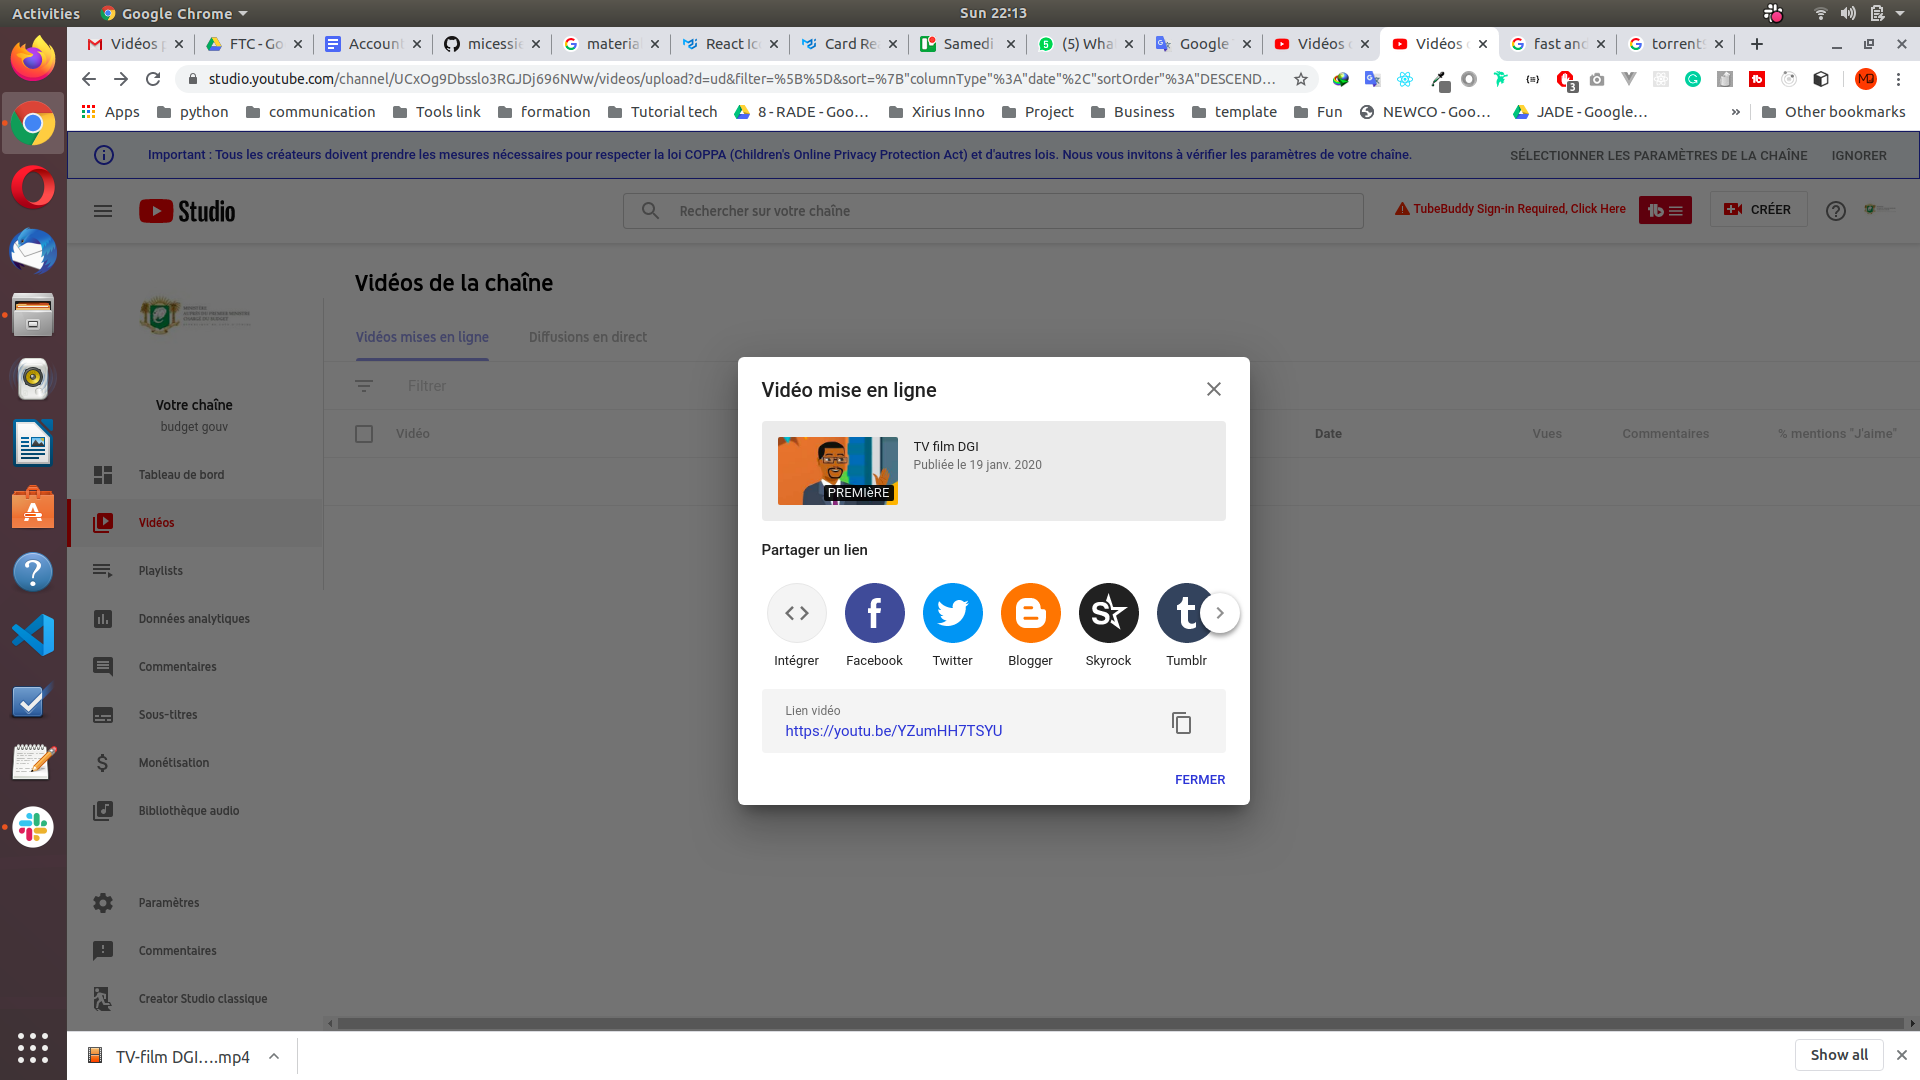 Activities Google Chrome Sun 22:13
Vidéos p FTC - Go Accoun micessi materia React Ic Card Re Samedi (5) Wha Google Vidéos c Vidéos c fast and torrent
studio.youtube.com/channel/UCxOg9Dbsslo3RGJDj696NWw/videos/upload?d=ud&filter=%5B%5D&sort=%7B"columnType"%3A"date"%2C"sortOrder"%3A"DESCEND...
Apps python communication Tools link formation Tutorial tech 8 - RADE - Goo... Xirius Inno Project Business template Fun NEWCO - Goo... JADE - Google... » Other bookmarks
Important : Tous les créateurs doivent prendre les mesures nécessaires pour respecter la loi COPPA (Children's Online Privacy Protection Act) et d'autres lois. Nous vous invitons à vérifier les paramètres de votre chaîne. SÉLECTIONNER LES PARAMÈTRES DE LA CHAÎNE IGNORER
Studio Rechercher sur votre chaîne TubeBuddy Sign-in Required, Click Here CRÉER
Vidéos de la chaîne
Vidéos mises en ligne Diffusions en direct
Filtrer
Vidéo Date Vues Commentaires % mentions "J'aime"
Votre chaîne
budget gouv
Tableau de bord
Vidéos
Playlists
Données analytiques
Commentaires
Sous-titres
Monétisation
Bibliothèque audio
Paramètres
Commentaires
Creator Studio classique
Vidéo mise en ligne
TV film DGI
Publiée le 19 janv. 2020
PREMIèRE
Partager un lien
Intégrer Facebook Twitter Blogger Skyrock Tumblr
Lien vidéo
https://youtu.be/YZumHH7TSYU
FERMER
TV-film DGI....mp4 Show all